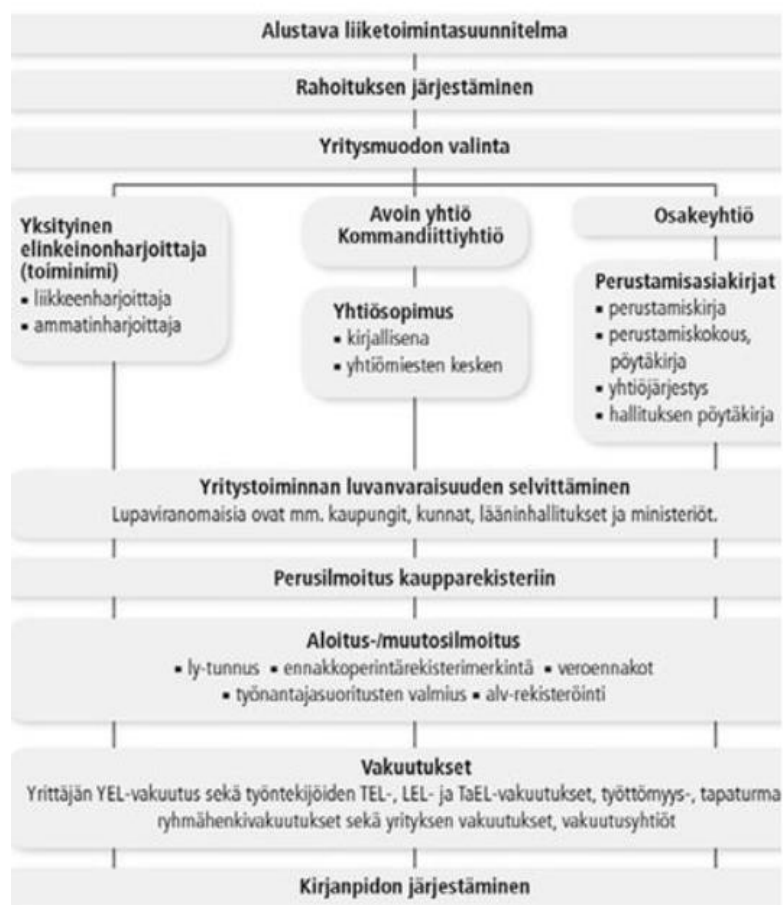 Alustava liiketoimintasuunnitelma
Rahoituksen järjestäminen
Yritysmuodon valinta
Yksityinen
elinkeinonharjoittaja
(toiminimi)
▪ liikkeenharjoittaja
▪ ammatinharjoittaja
Avoin yhtiö
Kommandiittiyhtiö
Yhtiösopimus
▪ kirjallisena
▪ yhtiömiesten kesken
Osakeyhtiö
Perustamisasiakirjat
▪ perustamiskirja
▪ perustamiskokous,
pöytäkirja
▪ yhtiöjärjestys
▪ hallituksen pöytäkirja
Yritystoiminnan luvanvaraisuuden selvittäminen
Lupaviranomaisia ovat mm. kaupungit, kunnat, lääninhallitukset ja ministeriöt.
Perusilmoitus kaupparekisteriin
Aloitus-/muutosilmoitus
▪ ly-tunnus ▪ ennakkoperintärekisterimerkintä ▪ veroennakot
▪ työnantajasuoritusten valmius ▪ alv-rekisteröinti
Vakuutukset
Yrittäjän YEL-vakuutus sekä työntekijöiden TEL-, LEL- ja TaEL-vakuutukset, työttömyys-, tapaturma
ryhmähenkivakuutukset sekä yrityksen vakuutukset, vakuutusyhtiöt
Kirjanpidon järjestäminen